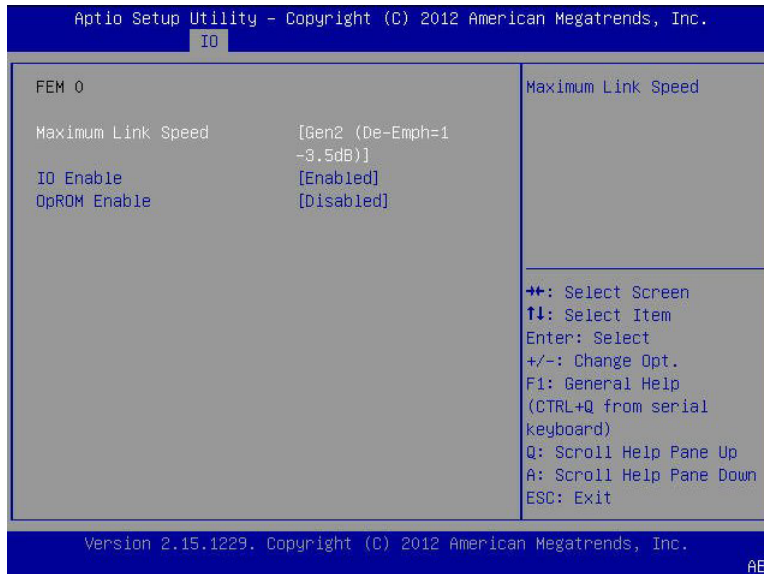 Aptio Setup Utility – Copyright (C) 2012 American Megatrends, Inc.
IO
FEM 0
Maximum Link Speed [Gen2 (De-Emph=1
-3.5dB)]
IO Enable [Enabled]
OpROM Enable [Disabled]
Maximum Link Speed
→←: Select Screen
↑↓: Select Item
Enter: Select
+/-: Change Opt.
F1: General Help
(CTRL+Q from serial
keyboard)
Q: Scroll Help Pane Up
A: Scroll Help Pane Down
ESC: Exit
Version 2.15.1229. Copyright (C) 2012 American Megatrends, Inc.
AB